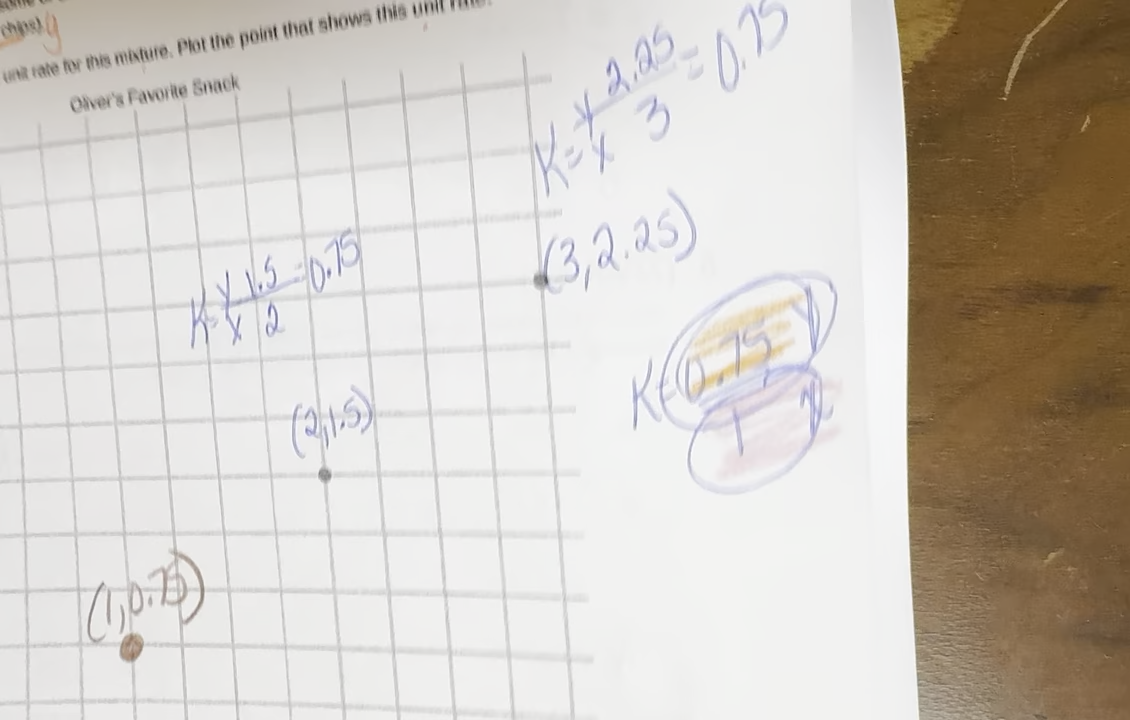 chips).
unit rate for this mixture. Plot the point that shows this unit rate.
Oliver's Favorite Snack
K = y/x 2.25/3 = 0.75
(3, 2.25)
K = y/x 1.5/2 = 0.75
K = 0.75 y
1 x
(2, 1.5)
(1, 0.75)